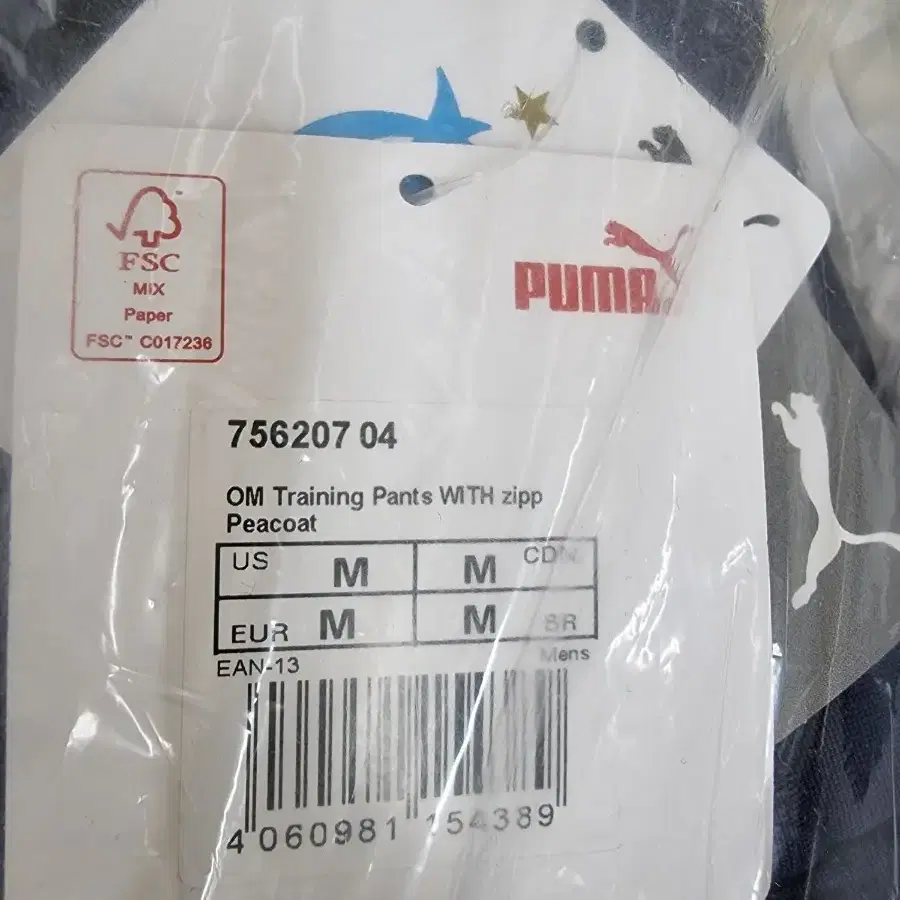 FSC
MIX
Paper
FSC™ C017236
PUMA
756207 04
OM Training Pants WITH zipp
Peacoat
US M M CDN
EUR M M BR
EAN-13 Mens
4 060981 154389